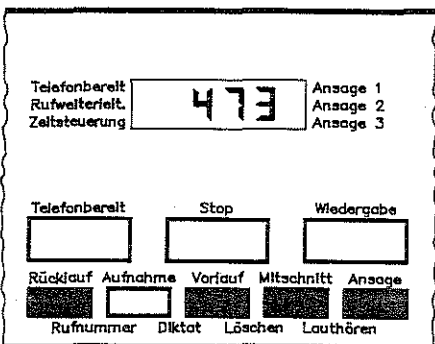 Telefonbereit 473 Ansage 1
Rufweiterleit. Ansage 2
Zeitsteuerung Ansage 3
Telefonbereit Stop Wiedergabe
Rücklauf Aufnahme Vorlauf Mitschnitt Ansage
Rufnummer Diktat Löschen Lauthören